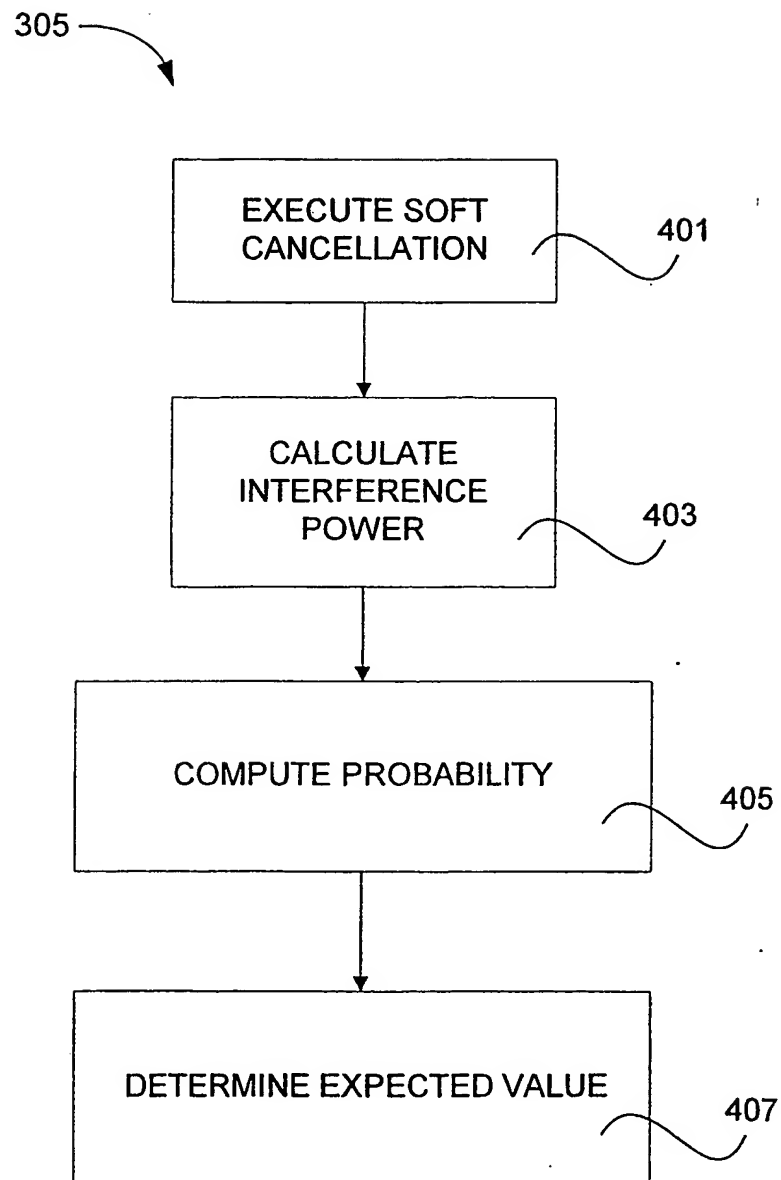 305
EXECUTE SOFT
CANCELLATION
401
CALCULATE
INTERFERENCE
POWER
403
COMPUTE PROBABILITY
405
DETERMINE EXPECTED VALUE
407